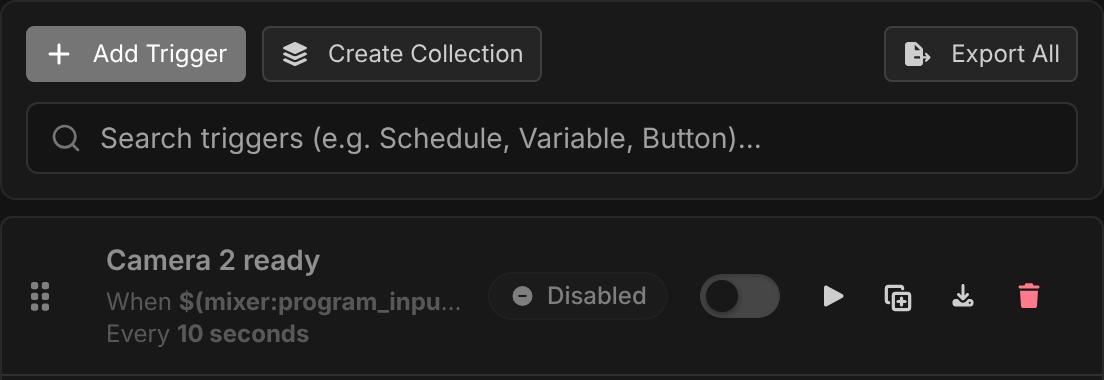 Add Trigger
Create Collection
Export All
Search triggers (e.g. Schedule, Variable, Button)...
Camera 2 ready
When $(mixer:program_inpu...
Every 10 seconds
Disabled